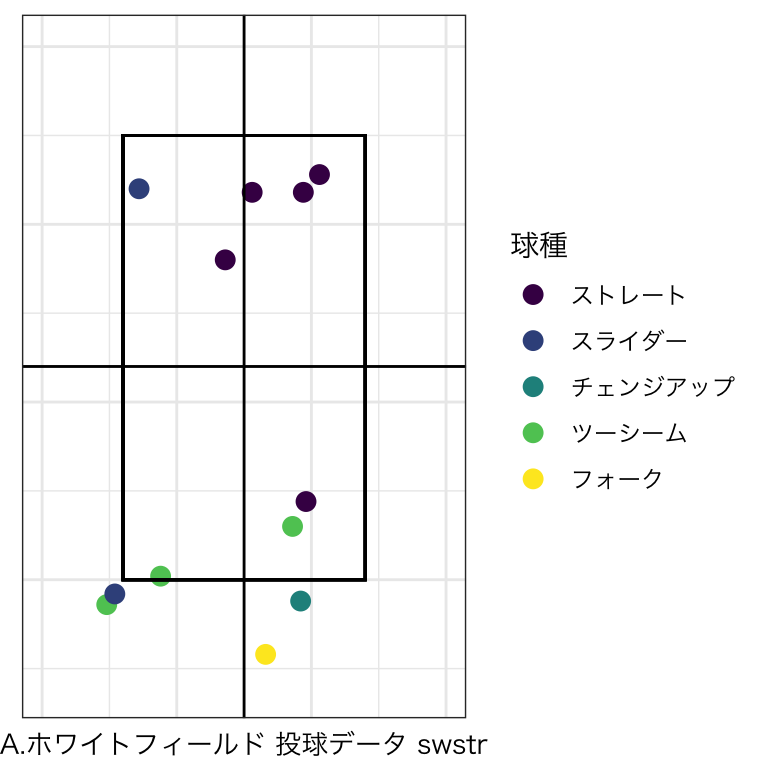 球種
ストレート
スライダー
チェンジアップ
ツーシーム
フォーク
A.ホワイトフィールド 投球データ swstr